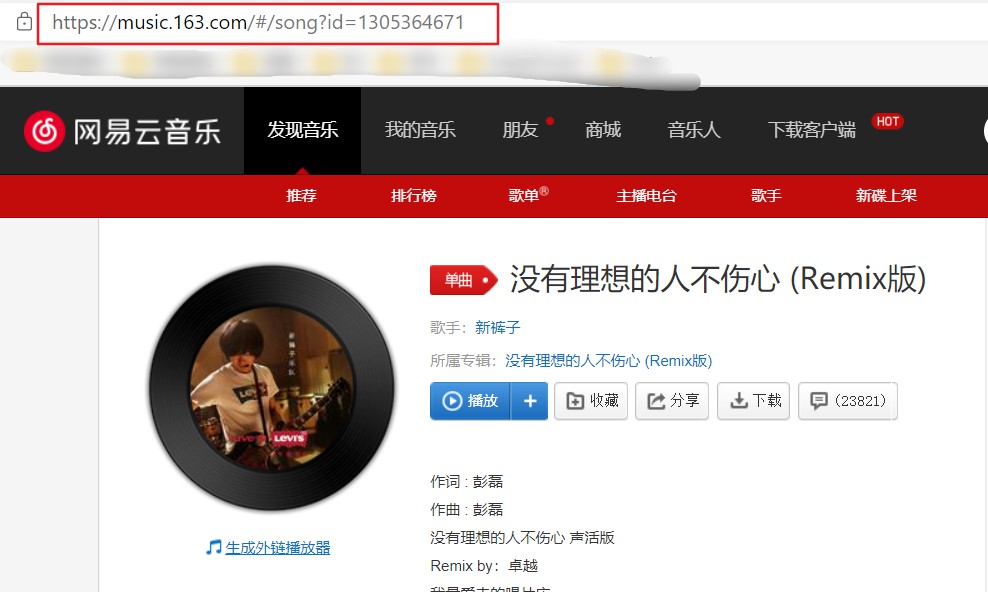 https://music.163.com/#/song?id=1305364671
网易云音乐 发现音乐 我的音乐 朋友 商城 音乐人 下载客户端 HOT
推荐 排行榜 歌单® 主播电台 歌手 新碟上架
单曲 没有理想的人不伤心 (Remix版)
歌手：新裤子
所属专辑：没有理想的人不伤心 (Remix版)
播放 + 收藏 分享 下载 (23821)
新裤子乐队
Levi's
作词 : 彭磊
作曲 : 彭磊
没有理想的人不伤心 声活版
Remix by：卓越
生成外链播放器